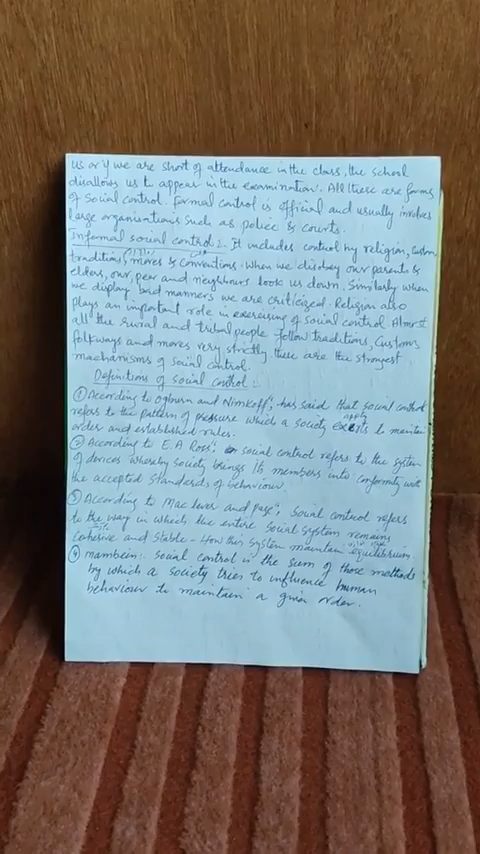 us or if we are short of attendance in the class, the school
disallows us to appear in the examination. All these are forms
of social control. Formal control is official and usually involves
large organisations such as police & courts.
Informal social control :- It includes control by religion, custom,
traditions, mores & conventions. When we disobey our parents &
elders, our peer and neighbours look us down. Similarly when
we display bad manners we are criticized. Religion also
plays an important role in exercising of social control. Almost
all the rural and tribal people follow traditions, customs,
folkways and mores very strictly these are the strongest
mechanisms of social control.
Definitions of social control :
① According to Ogburn and Nimkoff; has said that social control
refers to the pattern of pressure which a society exerts to maintain
order and established rules.
② According to E.A Ross; social control refers to the system
of devices whereby society brings its members into conformity with
the accepted standards of behaviour.
③ According to MacIver and page; Social control refers
to the way in which the entire social system remains
cohesive and stable - How this system maintain equilibrium
④ mambein: social control is the sum of those methods
by which a society tries to influence human
behaviour to maintain a given order.